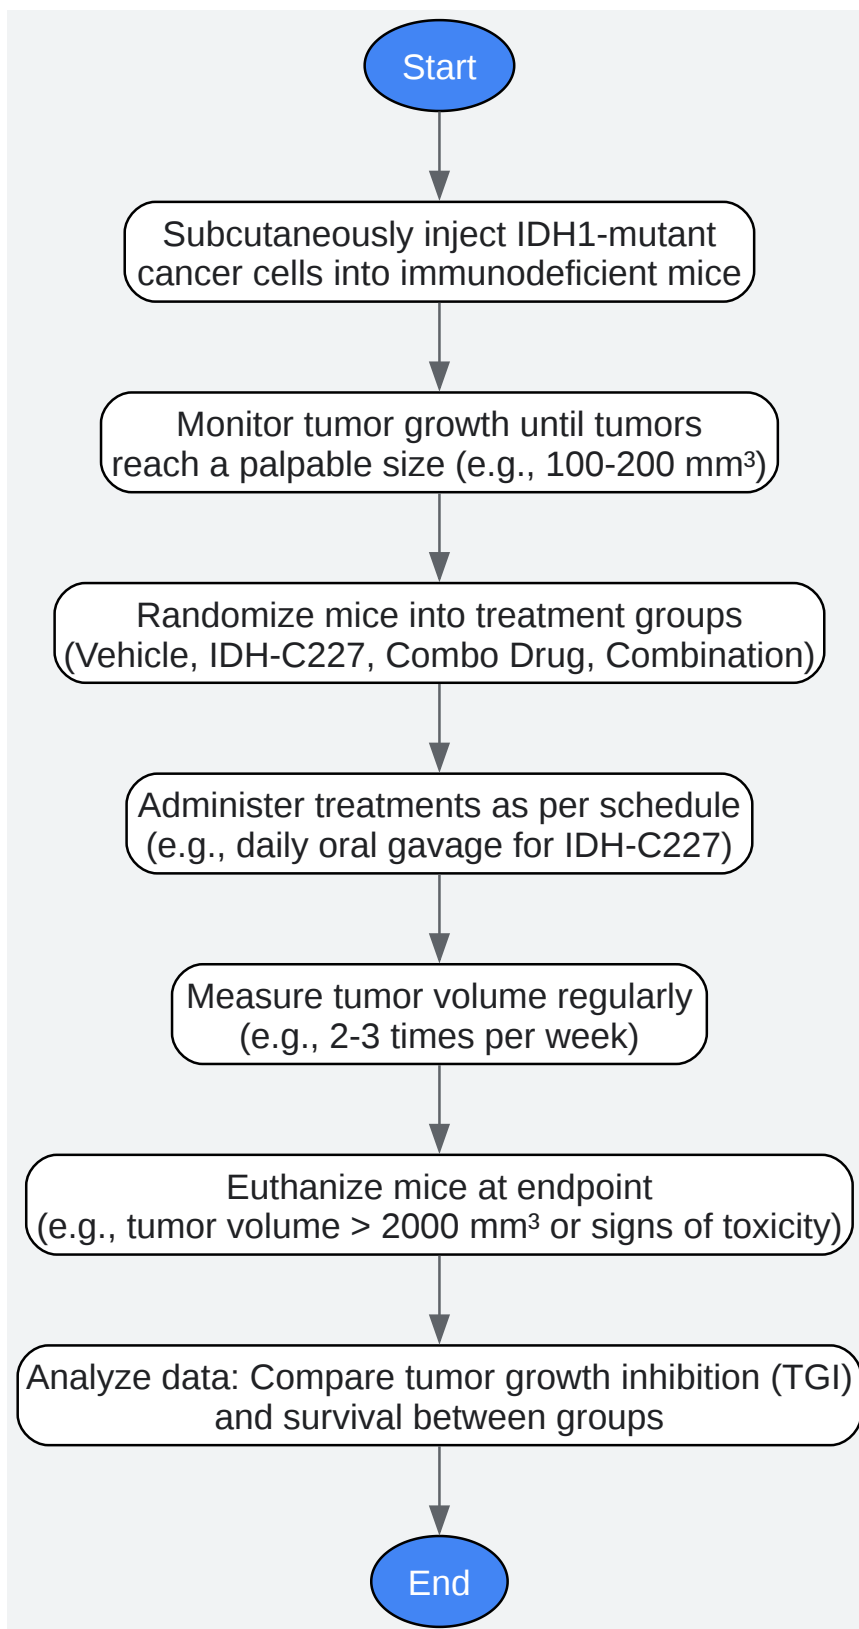 Start
Subcutaneously inject IDH1-mutant
cancer cells into immunodeficient mice
Monitor tumor growth until tumors
reach a palpable size (e.g., 100-200 mm³)
Randomize mice into treatment groups
(Vehicle, IDH-C227, Combo Drug, Combination)
Administer treatments as per schedule
(e.g., daily oral gavage for IDH-C227)
Measure tumor volume regularly
(e.g., 2-3 times per week)
Euthanize mice at endpoint
(e.g., tumor volume > 2000 mm³ or signs of toxicity)
Analyze data: Compare tumor growth inhibition (TGI)
and survival between groups
End